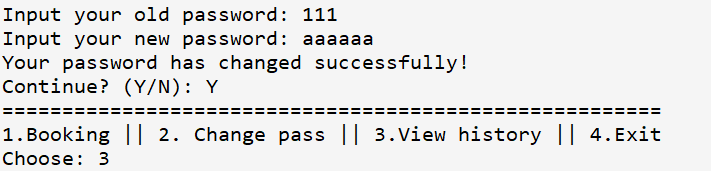 Input your old password: 111
Input your new password: aaaaaa
Your password has changed successfully!
Continue? (Y/N): Y
=======================================================
1.Booking || 2. Change pass || 3.View history || 4.Exit
Choose: 3